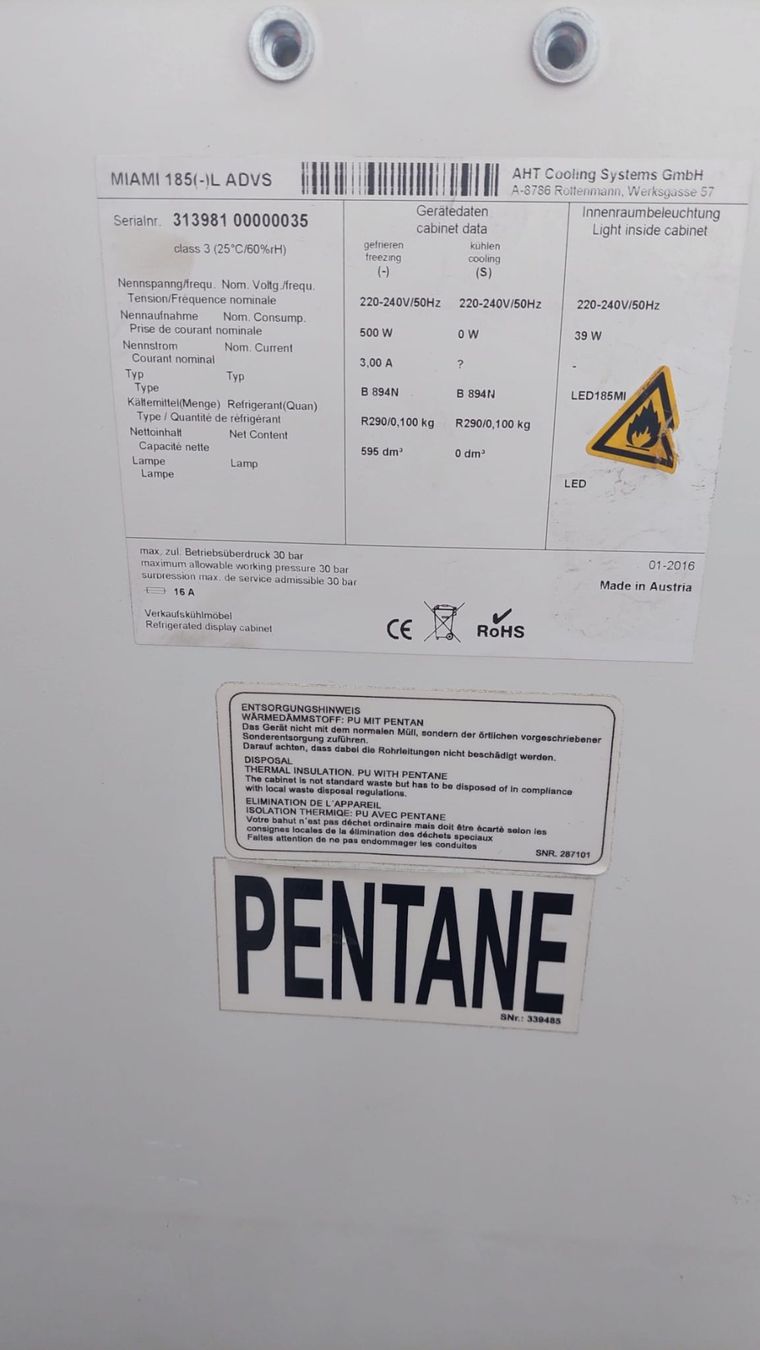 MIAMI 185(-)L ADVS
AHT Cooling Systems GmbH
A-8786 Rottenmann, Werksgasse 57
Serialnr. 313981 00000035
class 3 (25°C/60%rH)
Gerätedaten
cabinet data
gefrieren kühlen
freezing cooling
(-) (S)
Innenraumbeleuchtung
Light inside cabinet
Nennspanng/frequ. Nom. Voltg./frequ.
Tension/Fréquence nominale
220-240V/50Hz 220-240V/50Hz 220-240V/50Hz
Nennaufnahme Nom. Consump.
Prise de courant nominale
500 W 0 W 39 W
Nennstrom Nom. Current
Courant nominal
3,00 A ? -
Typ Typ
Type
B 894N B 894N LED185MI
Kältemittel(Menge) Refrigerant(Quan)
Type / Quantité de réfrigérant
R290/0,100 kg R290/0,100 kg
Nettoinhalt Net Content
Capacité nette
595 dm³ 0 dm³
Lampe Lamp
Lampe
LED
max. zul. Betriebsüberdruck 30 bar
maximum allowable working pressure 30 bar
surpression max. de service admissible 30 bar
16 A
01-2016
Made in Austria
Verkaufskühlmöbel
Refrigerated display cabinet
CE RoHS
ENTSORGUNGSHINWEIS
WÄRMEDÄMMSTOFF: PU MIT PENTAN
Das Gerät nicht mit dem normalen Müll, sondern der örtlichen vorgeschriebener
Sonderentsorgung zuführen.
Darauf achten, dass dabei die Rohrleitungen nicht beschädigt werden.
DISPOSAL
THERMAL INSULATION. PU WITH PENTANE
The cabinet is not standard waste but has to be disposed of in compliance
with local waste disposal regulations.
ELIMINATION DE L'APPAREIL
ISOLATION THERMIQE: PU AVEC PENTANE
Votre bahut n'est pas déchet ordinaire mais doit être écarté selon les
consignes locales de la élimination des déchets speciaux
Faites attention de ne pas endommager les conduites
SNR. 287101
PENTANE
SNr.: 339485